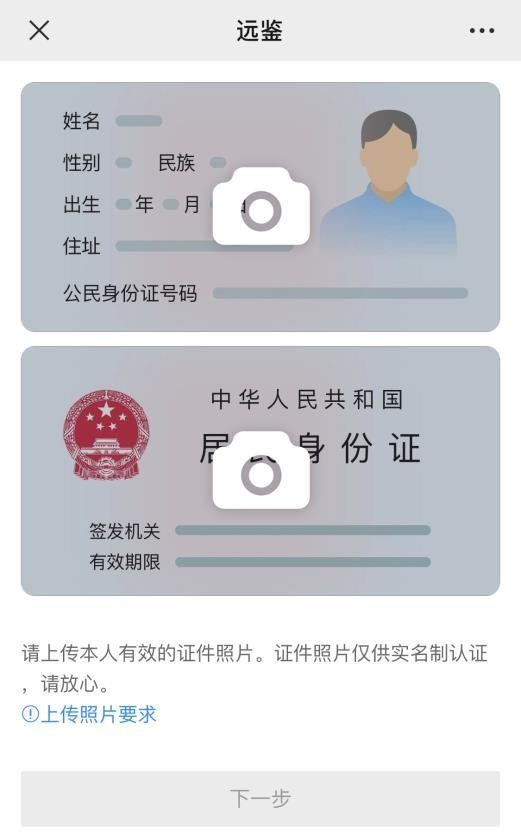 远鉴
姓名
性别 民族
出生 年 月
住址
公民身份证号码
中华人民共和国
居 身份证
签发机关
有效期限
请上传本人有效的证件照片。证件照片仅供实名制认证
，请放心。
上传照片要求
下一步